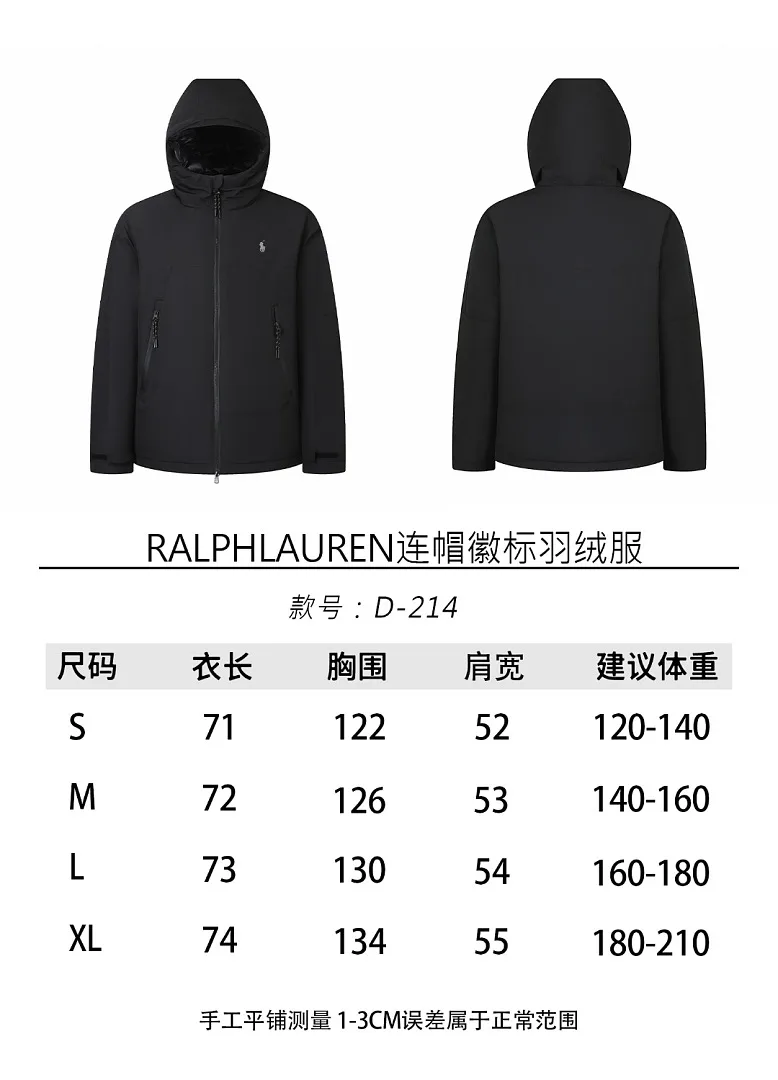 RALPHLAUREN连帽徽标羽绒服
款号：D-214
尺码 衣长 胸围 肩宽 建议体重
S 71 122 52 120-140
M 72 126 53 140-160
L 73 130 54 160-180
XL 74 134 55 180-210
手工平铺测量 1-3CM误差属于正常范围